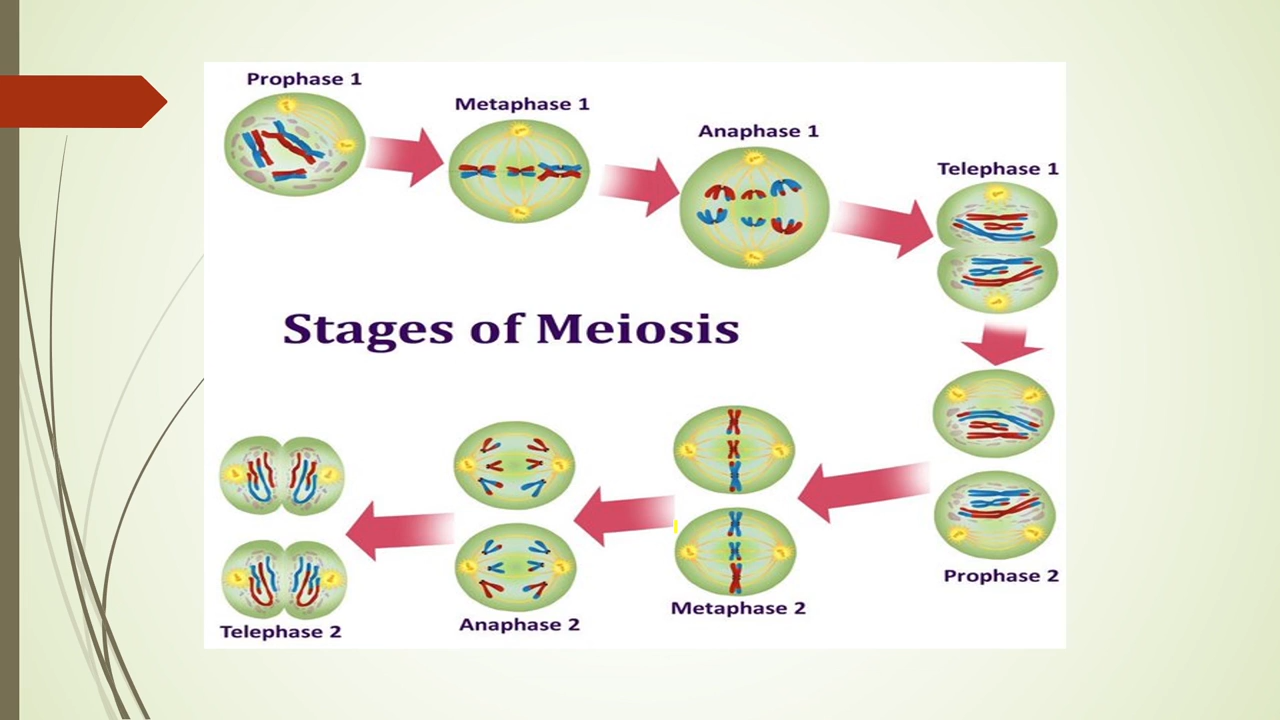 Prophase 1
Metaphase 1
Anaphase 1
Telephase 1
Stages of Meiosis
Prophase 2
Metaphase 2
Anaphase 2
Telephase 2